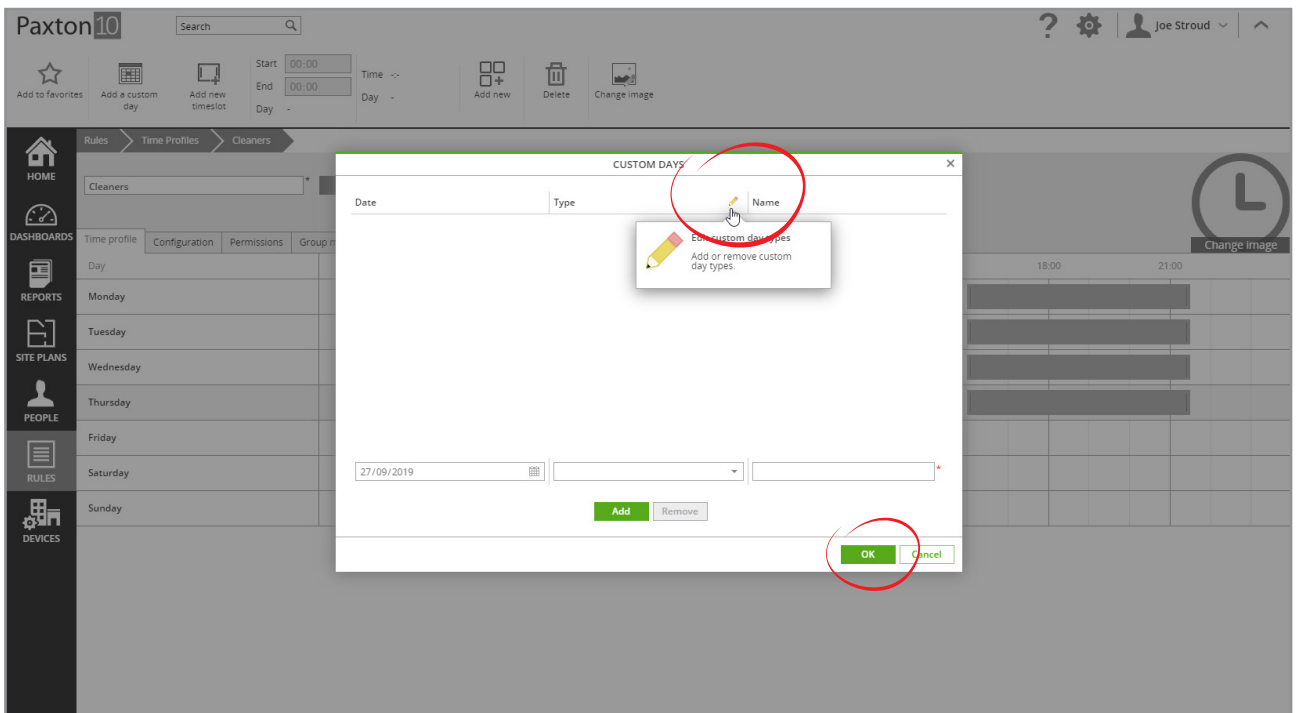 Paxton10
Search
Joe Stroud
Add to favorites
Add a custom day
Add new timeslot
Start 00:00
End 00:00
Day -
Time -:-
Day -
Add new
Delete
Change image
Rules
Time Profiles
Cleaners
HOME
DASHBOARDS
REPORTS
SITE PLANS
PEOPLE
RULES
DEVICES
Cleaners *
Change image
Time profile
Configuration
Permissions
Day
18:00
21:00
Monday
Tuesday
Wednesday
Thursday
Friday
Saturday
Sunday
CUSTOM DAYS
Date
Type
Name
Edit custom day types
Add or remove custom
day types.
27/09/2019
*
Add
Remove
OK
Cancel